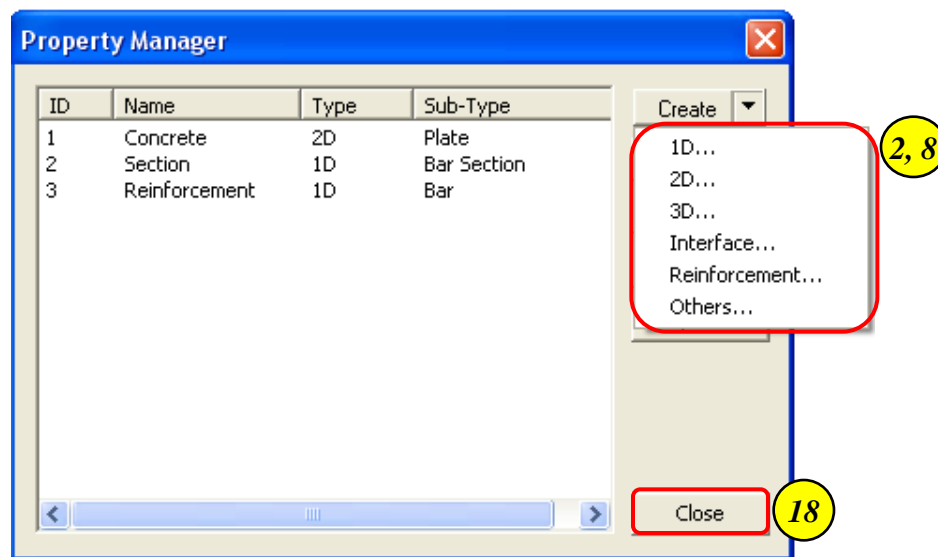 Property Manager
ID Name Type Sub-Type
1 Concrete 2D Plate
2 Section 1D Bar Section
3 Reinforcement 1D Bar
Create
1D...
2D...
3D...
Interface...
Reinforcement...
Others...
2, 8
Close
18